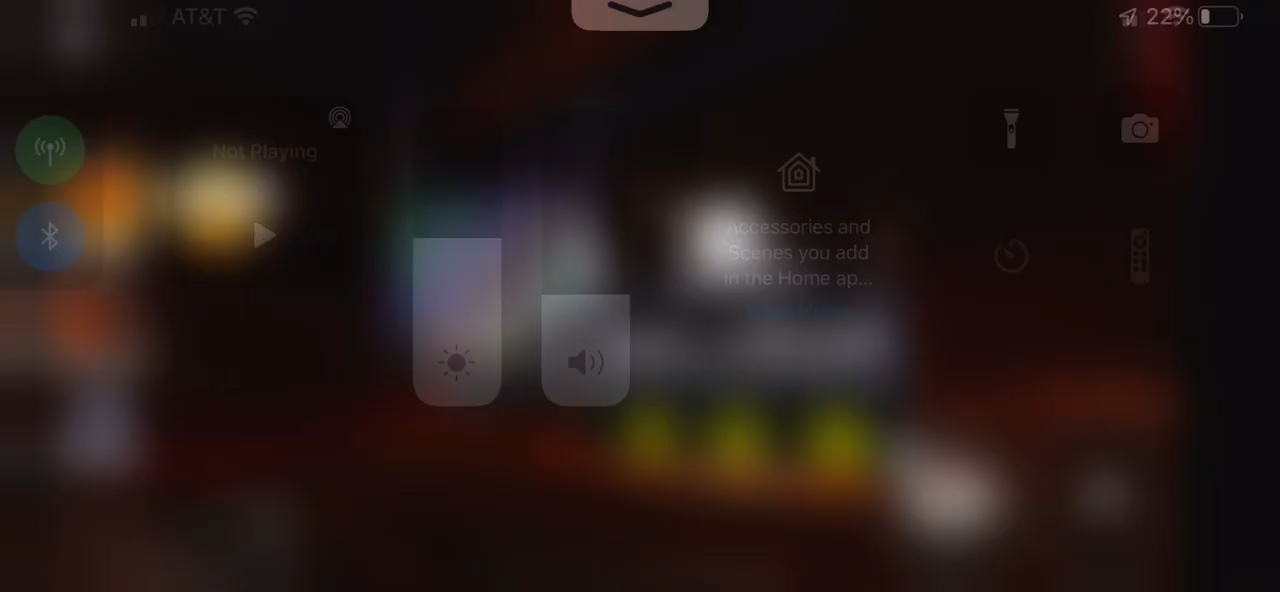 AT&T
22%
Not Playing
Accessories and
Scenes you add
in the Home ap...